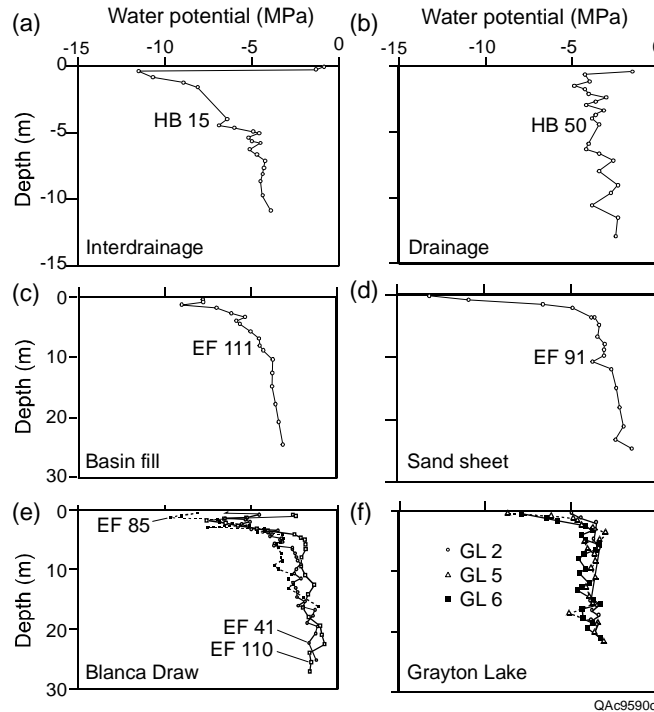 Water potential (MPa) Water potential (MPa)
(a) -15 -10 -5 0 (b) -15 -10 -5 0
0
-5
-10
-15
Depth (m)
HB 15
Interdrainage
HB 50
Drainage
(c) (d)
0
10
20
30
Depth (m)
EF 111
Basin fill
EF 91
Sand sheet
(e) (f)
0
10
20
30
Depth (m)
EF 85
EF 41
EF 110
Blanca Draw
GL 2
GL 5
GL 6
Grayton Lake
QAc9590c